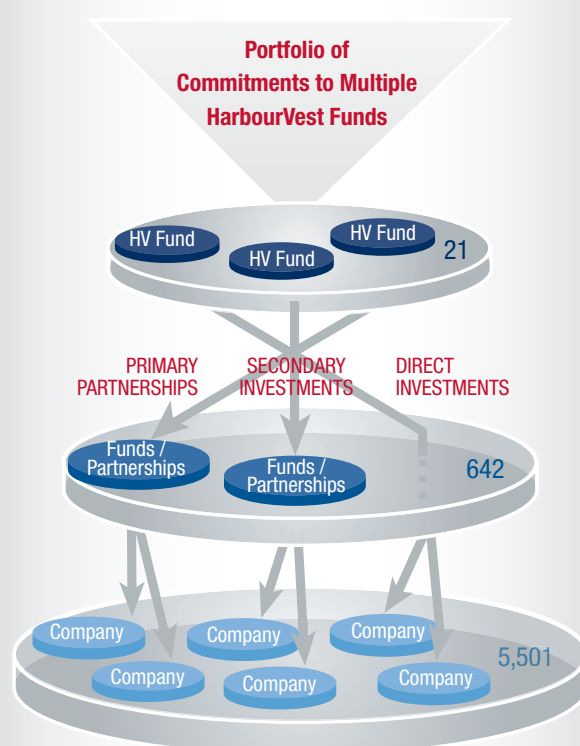 Portfolio of
Commitments to Multiple
HarbourVest Funds
HV Fund
HV Fund
HV Fund
21
PRIMARY
PARTNERSHIPS
SECONDARY
INVESTMENTS
DIRECT
INVESTMENTS
Funds /
Partnerships
Funds /
Partnerships
642
Company
Company
Company
5,501
Company
Company
Company